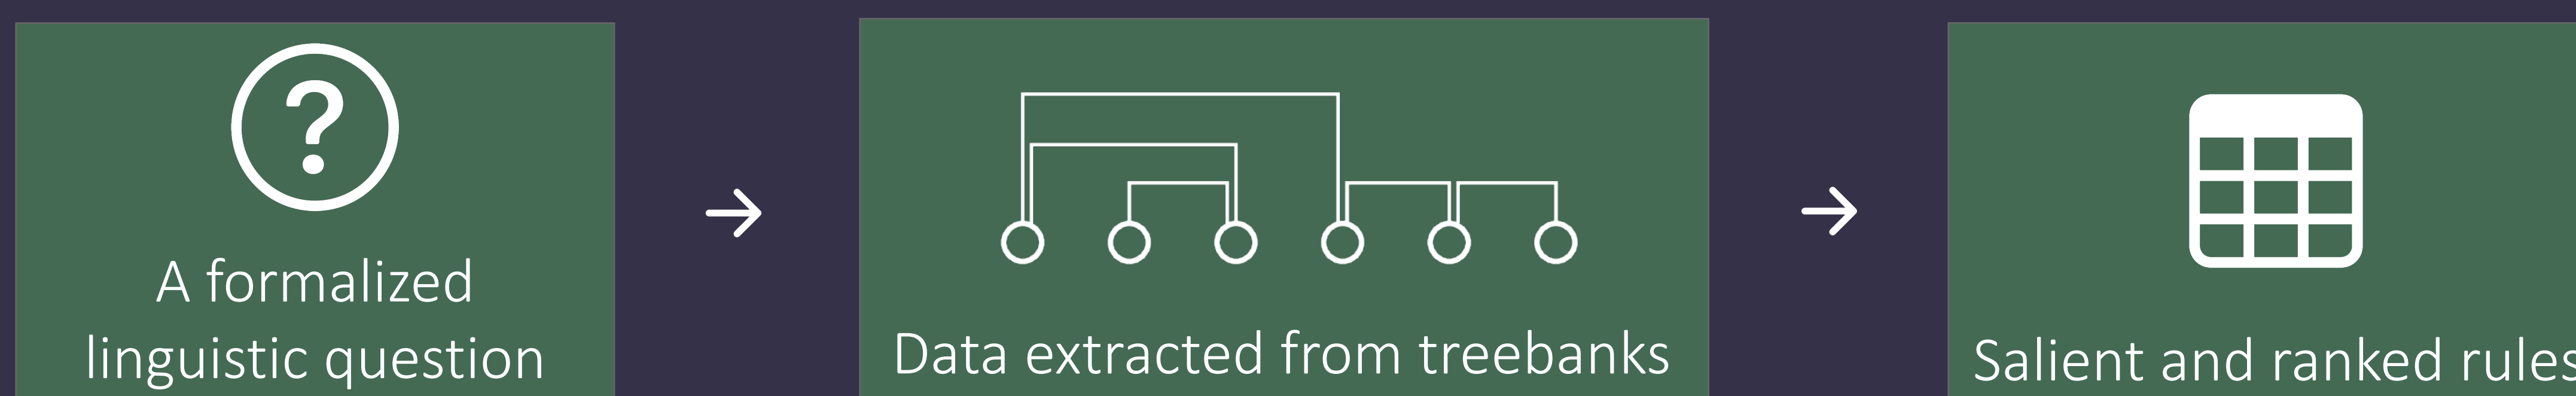 ?
A formalized
linguistic question
→
Data extracted from treebanks
→
Salient and ranked rules